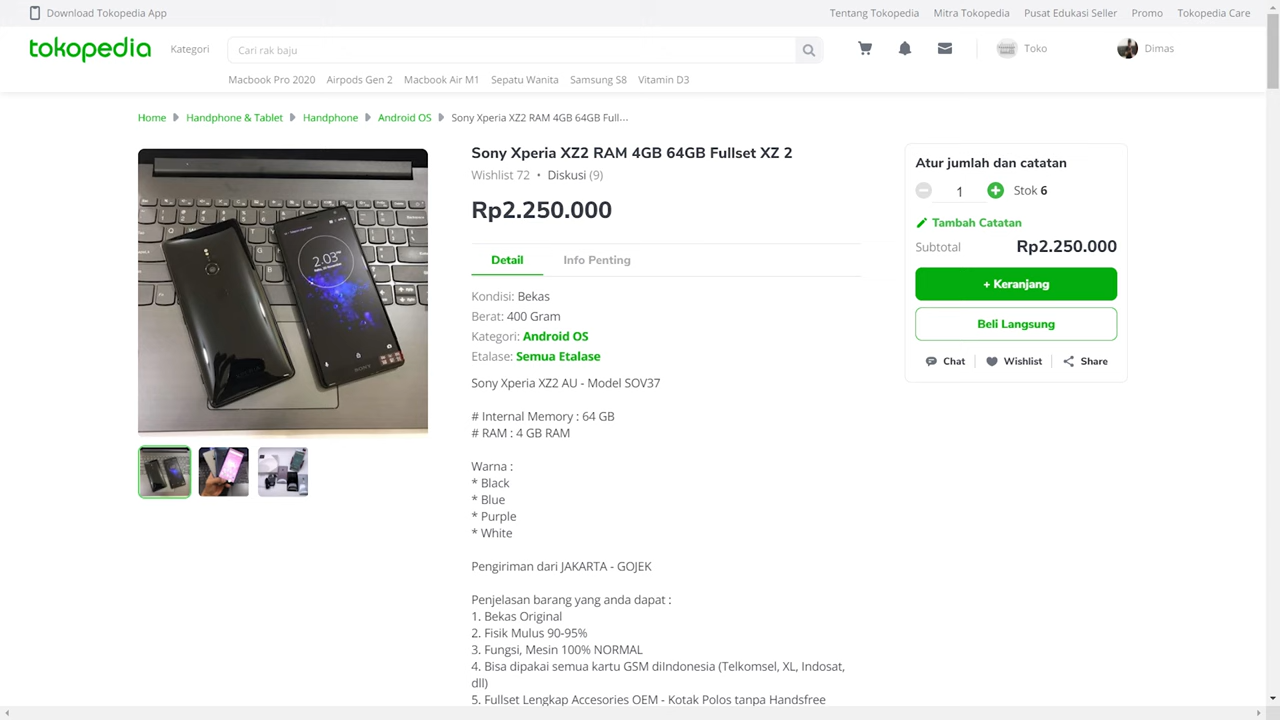 Download Tokopedia App
Tentang Tokopedia Mitra Tokopedia Pusat Edukasi Seller Promo Tokopedia Care
tokopedia Kategori Cari rak baju Toko Dimas
Macbook Pro 2020 Airpods Gen 2 Macbook Air M1 Sepatu Wanita Samsung S8 Vitamin D3
Home Handphone & Tablet Handphone Android OS Sony Xperia XZ2 RAM 4GB 64GB Full...
Sony Xperia XZ2 RAM 4GB 64GB Fullset XZ 2
Wishlist 72 • Diskusi (9)
Rp2.250.000
Detail Info Penting
Kondisi: Bekas
Berat: 400 Gram
Kategori: Android OS
Etalase: Semua Etalase
Sony Xperia XZ2 AU - Model SOV37
# Internal Memory : 64 GB
# RAM : 4 GB RAM
Warna :
* Black
* Blue
* Purple
* White
Pengiriman dari JAKARTA - GOJEK
Penjelasan barang yang anda dapat :
1. Bekas Original
2. Fisik Mulus 90-95%
3. Fungsi, Mesin 100% NORMAL
4. Bisa dipakai semua kartu GSM diIndonesia (Telkomsel, XL, Indosat,
dll)
5. Fullset Lengkap Accesories OEM - Kotak Polos tanpa Handsfree
Atur jumlah dan catatan
1 Stok 6
Tambah Catatan
Subtotal Rp2.250.000
+ Keranjang
Beli Langsung
Chat Wishlist Share
2:03
SONY